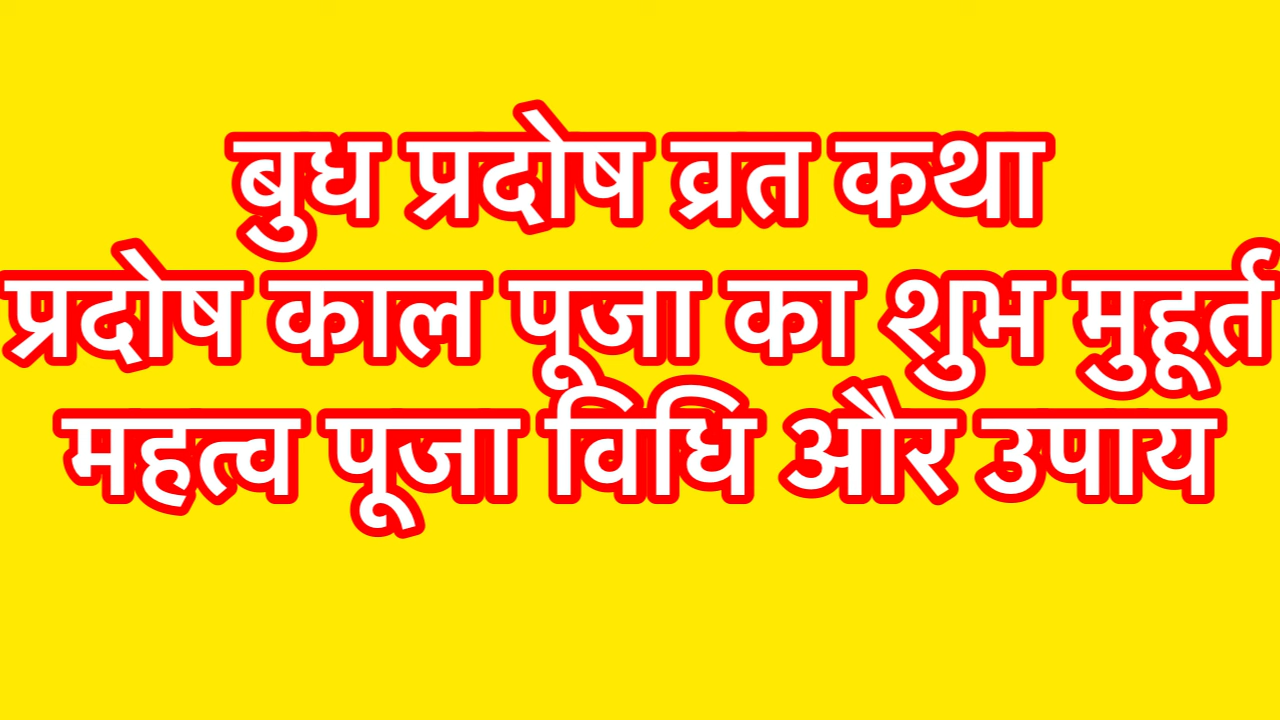 बुध प्रदोष व्रत कथा
प्रदोष काल पूजा का शुभ मुहूर्त
महत्व पूजा विधि और उपाय